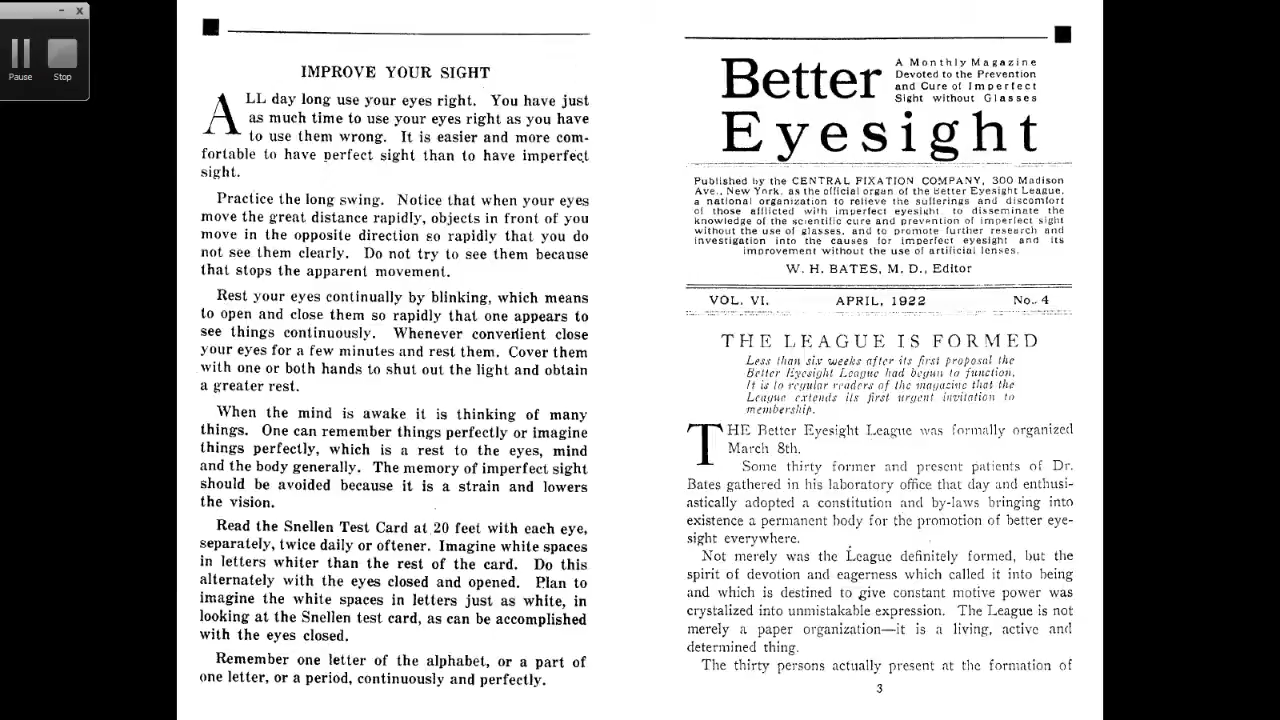 Pause
Stop
IMPROVE YOUR SIGHT
ALL day long use your eyes right. You have just
as much time to use your eyes right as you have
to use them wrong. It is easier and more com-
fortable to have perfect sight than to have imperfect
sight.
Practice the long swing. Notice that when your eyes
move the great distance rapidly, objects in front of you
move in the opposite direction so rapidly that you do
not see them clearly. Do not try to see them because
that stops the apparent movement.
Rest your eyes continually by blinking, which means
to open and close them so rapidly that one appears to
see things continuously. Whenever convenient close
your eyes for a few minutes and rest them. Cover them
with one or both hands to shut out the light and obtain
a greater rest.
When the mind is awake it is thinking of many
things. One can remember things perfectly or imagine
things perfectly, which is a rest to the eyes, mind
and the body generally. The memory of imperfect sight
should be avoided because it is a strain and lowers
the vision.
Read the Snellen Test Card at 20 feet with each eye,
separately, twice daily or oftener. Imagine white spaces
in letters whiter than the rest of the card. Do this
alternately with the eyes closed and opened. Plan to
imagine the white spaces in letters just as white, in
looking at the Snellen test card, as can be accomplished
with the eyes closed.
Remember one letter of the alphabet, or a part of
one letter, or a period, continuously and perfectly.
Better
Eyesight
A Monthly Magazine
Devoted to the Prevention
and Cure of Imperfect
Sight without Glasses
Published by the CENTRAL FIXATION COMPANY, 300 Madison
Ave., New York, as the official organ of the Better Eyesight League,
a national organization to relieve the sufferings and discomfort
of those afflicted with imperfect eyesight, to disseminate the
knowledge of the scientific cure and prevention of imperfect sight
without the use of glasses, and to promote further research and
investigation into the causes for imperfect eyesight and its
improvement without the use of artificial lenses.
W. H. BATES, M. D., Editor
VOL. VI. APRIL, 1922 No. 4
THE LEAGUE IS FORMED
Less than six weeks after its first proposal the
Better Eyesight League had begun to function.
It is to regular readers of the magazine that the
League extends its first urgent invitation to
membership.
THE Better Eyesight League was formally organized
March 8th.
Some thirty former and present patients of Dr.
Bates gathered in his laboratory office that day and enthusi-
astically adopted a constitution and by-laws bringing into
existence a permanent body for the promotion of better eye-
sight everywhere.
Not merely was the League definitely formed, but the
spirit of devotion and eagerness which called it into being
and which is destined to give constant motive power was
crystalized into unmistakable expression. The League is not
merely a paper organization—it is a living, active and
determined thing.
The thirty persons actually present at the formation of
3